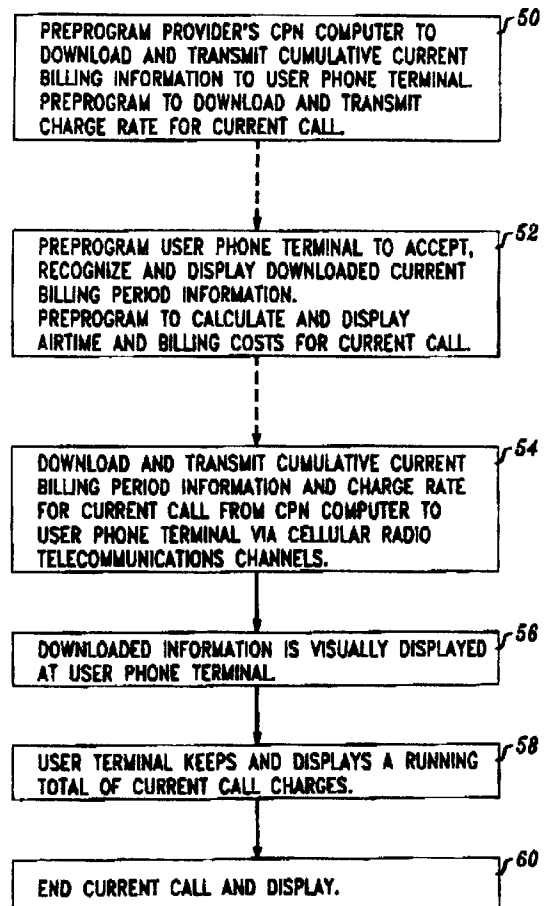 50
PREPROGRAM PROVIDER'S CPN COMPUTER TO
DOWNLOAD AND TRANSMIT CUMULATIVE CURRENT
BILLING INFORMATION TO USER PHONE TERMINAL.
PREPROGRAM TO DOWNLOAD AND TRANSMIT
CHARGE RATE FOR CURRENT CALL.
52
PREPROGRAM USER PHONE TERMINAL TO ACCEPT,
RECOGNIZE AND DISPLAY DOWNLOADED CURRENT
BILLING PERIOD INFORMATION.
PREPROGRAM TO CALCULATE AND DISPLAY
AIRTIME AND BILLING COSTS FOR CURRENT CALL.
54
DOWNLOAD AND TRANSMIT CUMULATIVE CURRENT
BILLING PERIOD INFORMATION AND CHARGE RATE
FOR CURRENT CALL FROM CPN COMPUTER TO
USER PHONE TERMINAL VIA CELLULAR RADIO
TELECOMMUNICATIONS CHANNELS.
56
DOWNLOADED INFORMATION IS VISUALLY DISPLAYED
AT USER PHONE TERMINAL
58
USER TERMINAL KEEPS AND DISPLAYS A RUNNING
TOTAL OF CURRENT CALL CHARGES.
60
END CURRENT CALL AND DISPLAY.